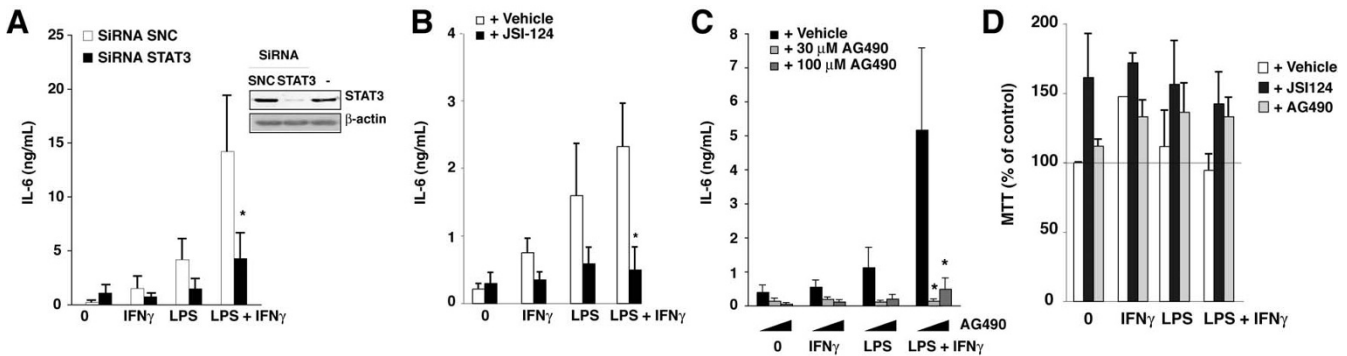 A
SiRNA SNC
SiRNA STAT3
SiRNA
SNC STAT3 -
STAT3
β-actin
IL-6 (ng/mL)
25
20
15
10
5
0
0 IFNγ LPS LPS + IFNγ
*
B
+ Vehicle
+ JSI-124
IL-6 (ng/mL)
4
3
2
1
0
0 IFNγ LPS LPS + IFNγ
*
C
+ Vehicle
+ 30 μM AG490
+ 100 μM AG490
IL-6 (ng/mL)
8
7
6
5
4
3
2
1
0
* *
AG490
0 IFNγ LPS LPS + IFNγ
D
+ Vehicle
+ JSI124
+ AG490
MTT (% of control)
200
150
100
50
0
0 IFNγ LPS LPS + IFNγ